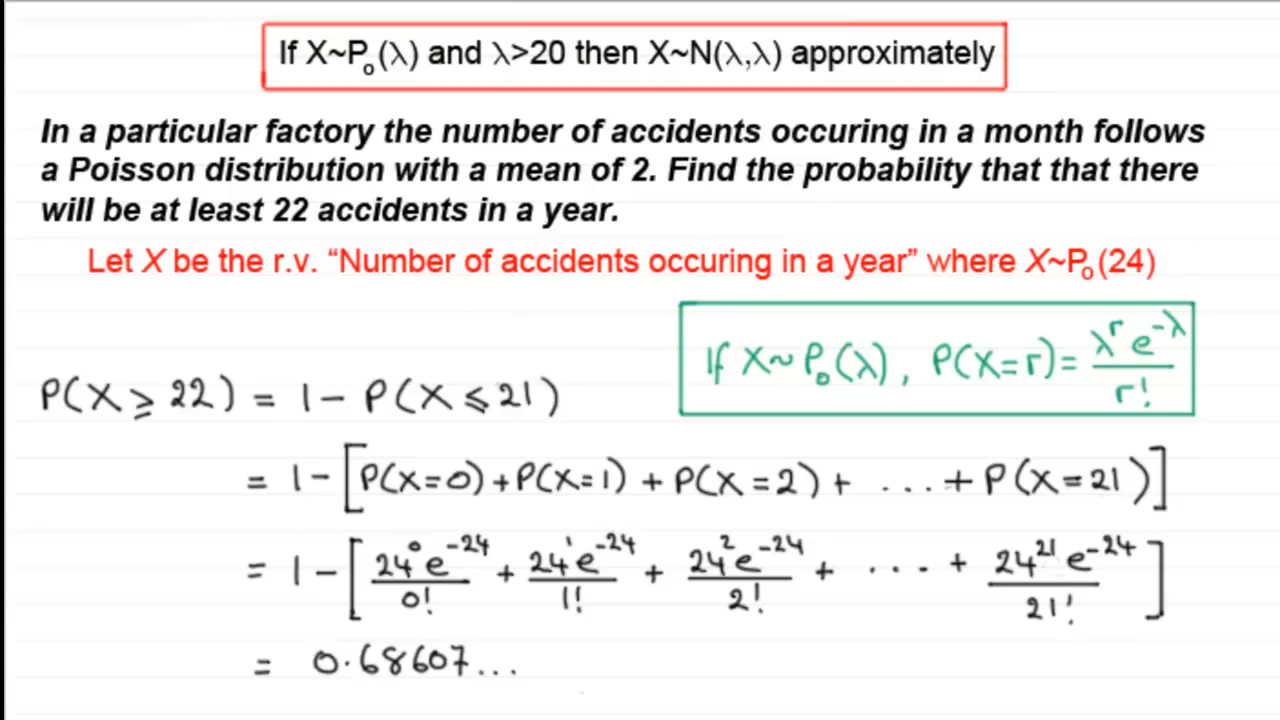 If X~P₀(λ) and λ>20 then X~N(λ,λ) approximately
In a particular factory the number of accidents occuring in a month follows
a Poisson distribution with a mean of 2. Find the probability that that there
will be at least 22 accidents in a year.
Let X be the r.v. “Number of accidents occuring in a year” where X~P₀(24)
If X~P₀(λ), P(X=r)= λ^r e^-λ / r!
P(X ≥ 22) = 1 - P(X ≤ 21)
= 1 - [P(X=0)+P(X=1)+P(X=2)+ ... +P(X=21)]
= 1 - [24^0 e^-24 / 0! + 24^1 e^-24 / 1! + 24^2 e^-24 / 2! + .... + 24^21 e^-24 / 21!]
= 0.68607...